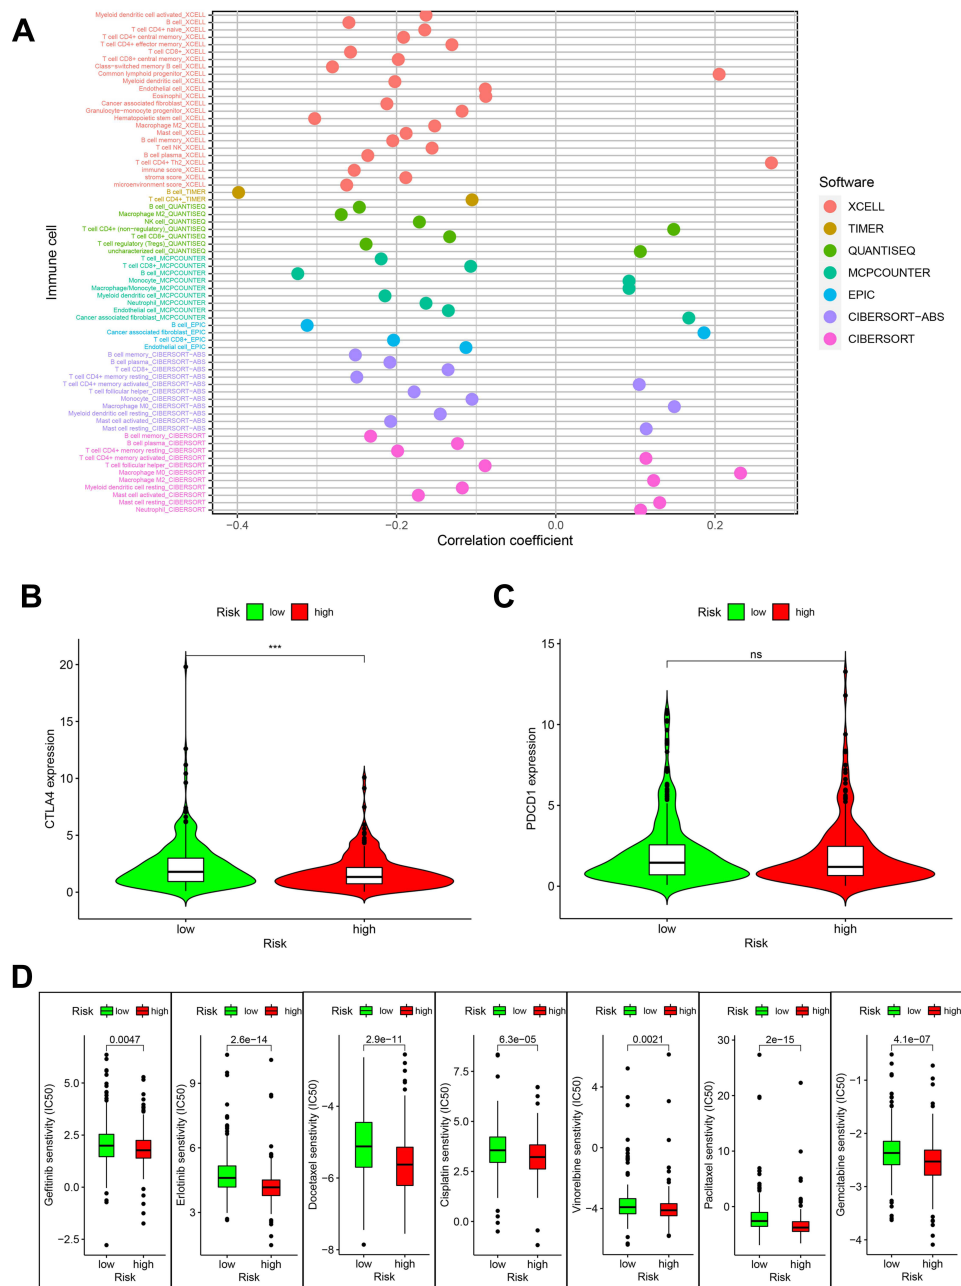 A
Immune cell
Myeloid dendritic cell activated_XCELL
B cell_XCELL
T cell CD4+ naive_XCELL
T cell CD4+ central memory_XCELL
T cell CD4+ effector memory_XCELL
T cell CD8+_XCELL
T cell CD8+ central memory_XCELL
Class-switched memory B cell_XCELL
Common lymphoid progenitor_XCELL
Myeloid dendritic cell_XCELL
Endothelial cell_XCELL
Eosinophil_XCELL
Cancer associated fibroblast_XCELL
Granulocyte-monocyte progenitor_XCELL
Hematopoietic stem cell_XCELL
Macrophage M2_XCELL
Mast cell_XCELL
B cell memory_XCELL
T cell NK_XCELL
B cell plasma_XCELL
T cell CD4+ Th2_XCELL
immune score_XCELL
stroma score_XCELL
microenvironment score_XCELL
B cell_TIMER
T cell CD4+_TIMER
B cell_QUANTISEQ
Macrophage M2_QUANTISEQ
NK cell_QUANTISEQ
T cell CD4+ (non-regulatory)_QUANTISEQ
T cell CD8+_QUANTISEQ
T cell regulatory (Tregs)_QUANTISEQ
uncharacterized cell_QUANTISEQ
T cell_MCPCOUNTER
T cell CD8+_MCPCOUNTER
B cell_MCPCOUNTER
Monocyte_MCPCOUNTER
Macrophage/Monocyte_MCPCOUNTER
Myeloid dendritic cell_MCPCOUNTER
Neutrophil_MCPCOUNTER
Endothelial cell_MCPCOUNTER
Cancer associated fibroblast_MCPCOUNTER
B cell_EPIC
Cancer associated fibroblast_EPIC
T cell CD8+_EPIC
Endothelial cell_EPIC
B cell memory_CIBERSORT-ABS
B cell plasma_CIBERSORT-ABS
T cell CD8+_CIBERSORT-ABS
T cell CD4+ memory resting_CIBERSORT-ABS
T cell CD4+ memory activated_CIBERSORT-ABS
T cell follicular helper_CIBERSORT-ABS
Monocyte_CIBERSORT-ABS
Macrophage M0_CIBERSORT-ABS
Myeloid dendritic cell resting_CIBERSORT-ABS
Mast cell activated_CIBERSORT-ABS
Mast cell resting_CIBERSORT-ABS
B cell memory_CIBERSORT
B cell plasma_CIBERSORT
T cell CD4+ memory resting_CIBERSORT
T cell CD4+ memory activated_CIBERSORT
T cell follicular helper_CIBERSORT
Macrophage M0_CIBERSORT
Macrophage M2_CIBERSORT
Myeloid dendritic cell resting_CIBERSORT
Mast cell activated_CIBERSORT
Mast cell resting_CIBERSORT
Neutrophil_CIBERSORT
−0.4 −0.2 0.0 0.2
Correlation coefficient
Software
XCELL
TIMER
QUANTISEQ
MCPCOUNTER
EPIC
CIBERSORT−ABS
CIBERSORT
B
Risk low high
CTLA4 expression
20
15
10
5
0
***
low high
Risk
C
Risk low high
PDCD1 expression
15
10
5
0
ns
low high
Risk
D
Risk low high
0.0047
Gefitinib senstivity (IC50)
5.0
2.5
0.0
−2.5
low high
Risk
Risk low high
2.6e−14
Erlotinib senstivity (IC50)
9
6
3
low high
Risk
Risk low high
2.9e−11
Docetaxel senstivity (IC50)
−4
−6
−8
low high
Risk
Risk low high
6.3e−05
Cisplatin senstivity (IC50)
7.5
5.0
2.5
0.0
low high
Risk
Risk low high
0.0021
Vinorelbine senstivity (IC50)
4
0
−4
low high
Risk
Risk low high
2e−15
Paclitaxel senstivity (IC50)
20
10
0
low high
Risk
Risk low high
4.1e−07
Gemcitabine senstivity (IC50)
−1
−2
−3
−4
low high
Risk